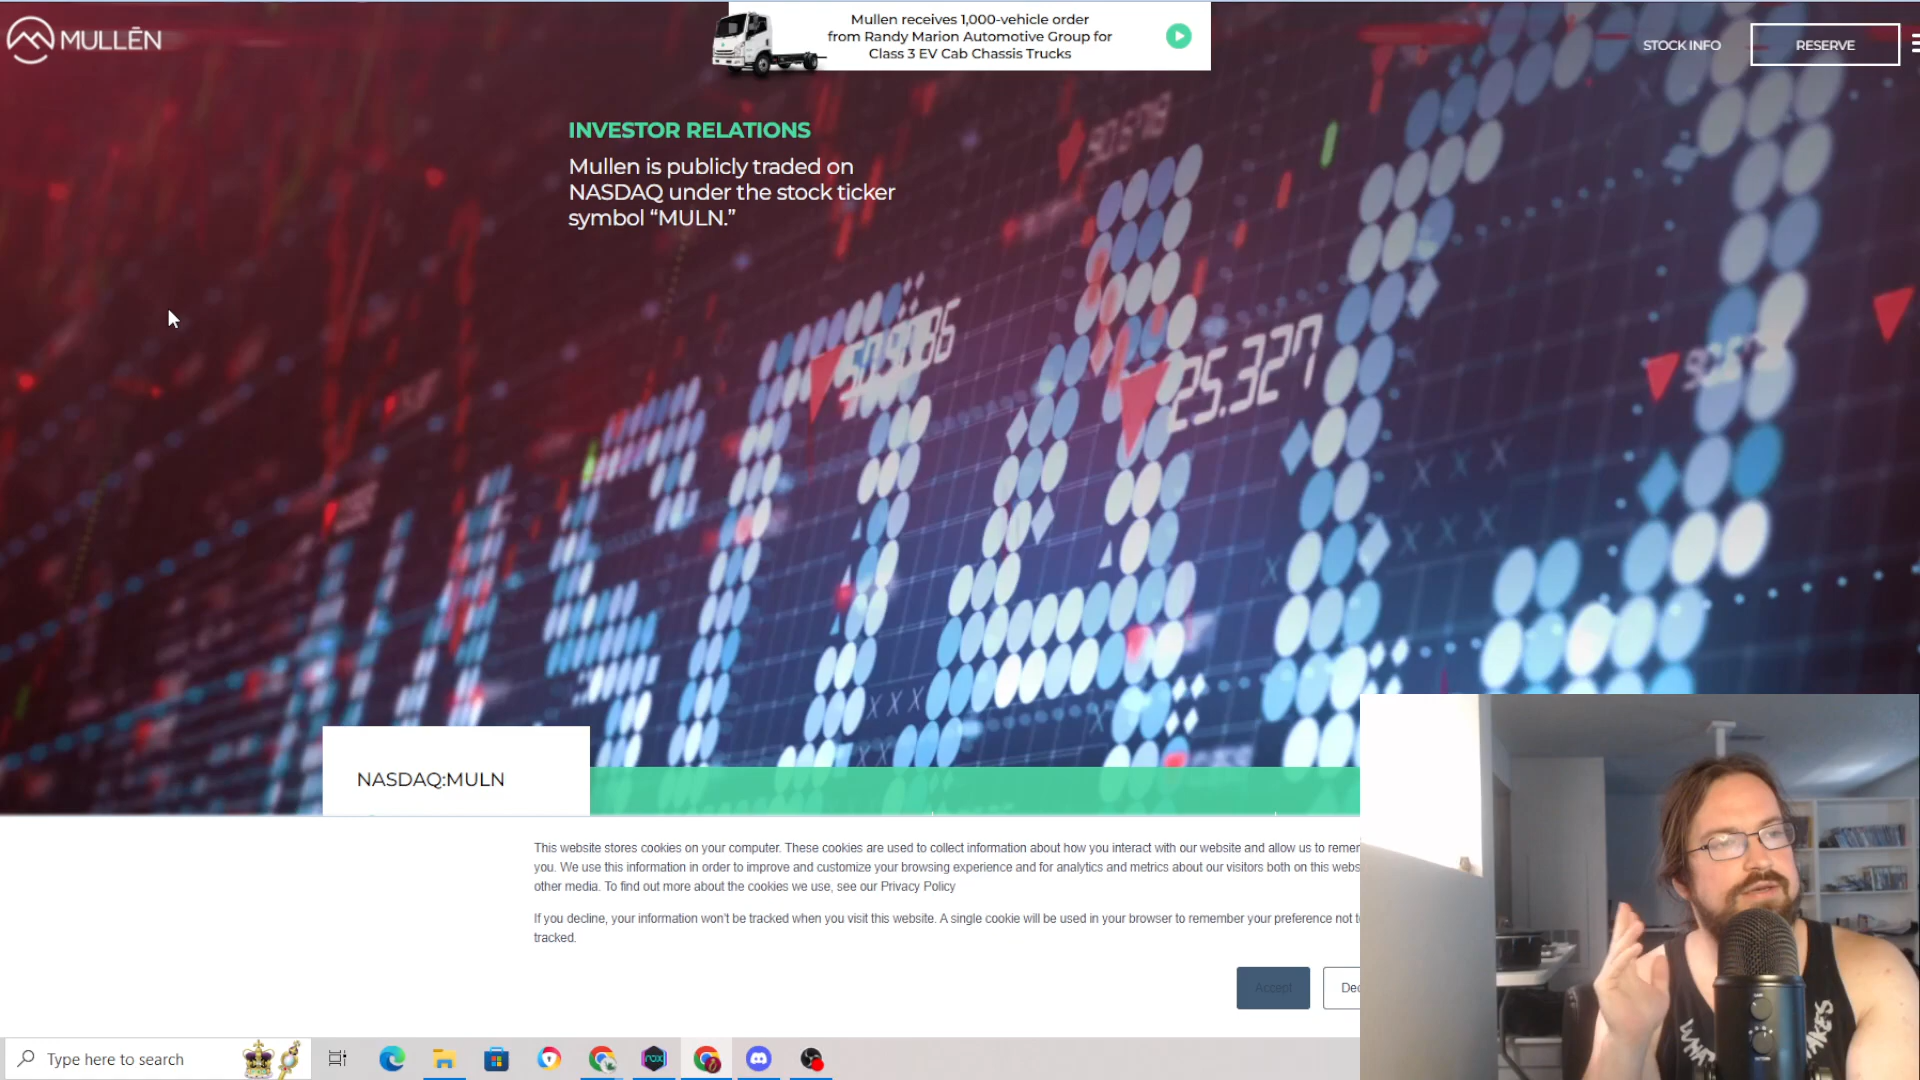 MULLĒN
Mullen receives 1,000-vehicle order
from Randy Marion Automotive Group for
Class 3 EV Cab Chassis Trucks
STOCK INFO
RESERVE
INVESTOR RELATIONS
Mullen is publicly traded on
NASDAQ under the stock ticker
symbol “MULN.”
25.327
NASDAQ:MULN
This website stores cookies on your computer. These cookies are used to collect information about how you interact with our website and allow us to
you. We use this information in order to improve and customize your browsing experience and for analytics and metrics about our visitors both on this
other media. To find out more about the cookies we use, see our Privacy Policy
If you decline, your information won't be tracked when you visit this website. A single cookie will be used in your browser to remember your preference not
tracked.
Accept
Type here to search